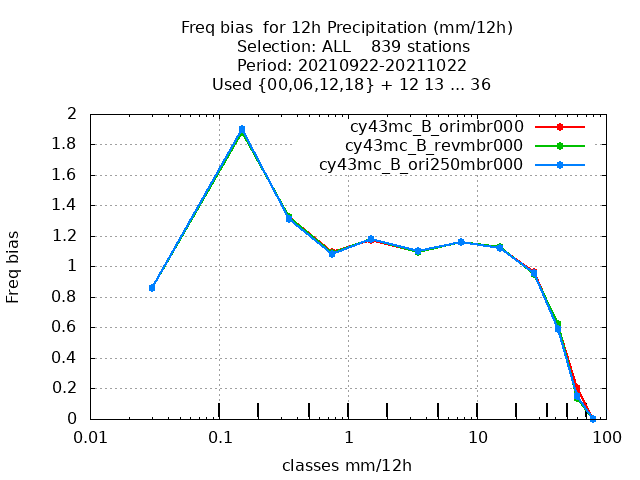 Freq bias  for 12h Precipitation (mm/12h)
Selection: ALL    839 stations
Period: 20210922-20211022
Used {00,06,12,18} + 12 13 ... 36
cy43mc_B_orimbr000
cy43mc_B_revmbr000
cy43mc_B_ori250mbr000
Freq bias
2
1.8
1.6
1.4
1.2
1
0.8
0.6
0.4
0.2
0
0.01 0.1 1 10 100
classes mm/12h